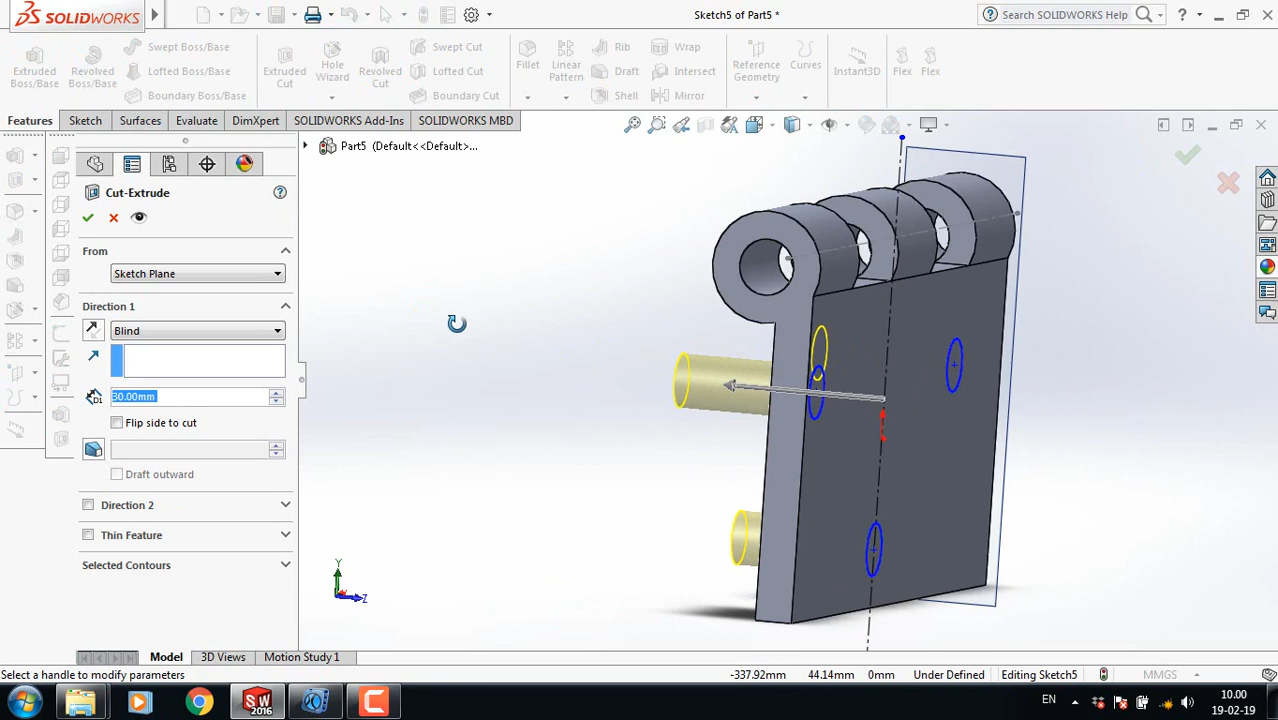 SOLIDWORKS
Sketch5 of Part5 *
Search SOLIDWORKS Help
Extruded Boss/Base
Revolved Boss/Base
Swept Boss/Base
Lofted Boss/Base
Boundary Boss/Base
Extruded Cut
Hole Wizard
Revolved Cut
Swept Cut
Lofted Cut
Boundary Cut
Fillet
Linear Pattern
Rib
Draft
Shell
Wrap
Intersect
Mirror
Reference Geometry
Curves
Instant3D
Flex
Flex
Features Sketch Surfaces Evaluate DimXpert SOLIDWORKS Add-Ins SOLIDWORKS MBD
Part5 (Default<<Default>...
Cut-Extrude
From
Sketch Plane
Direction 1
Blind
30.00mm
Flip side to cut
Draft outward
Direction 2
Thin Feature
Selected Contours
Y
Z
Model 3D Views Motion Study 1
Select a handle to modify parameters -337.92mm 44.14mm 0mm Under Defined Editing Sketch5 MMGS
SW 2016
EN
10.00
19-02-19